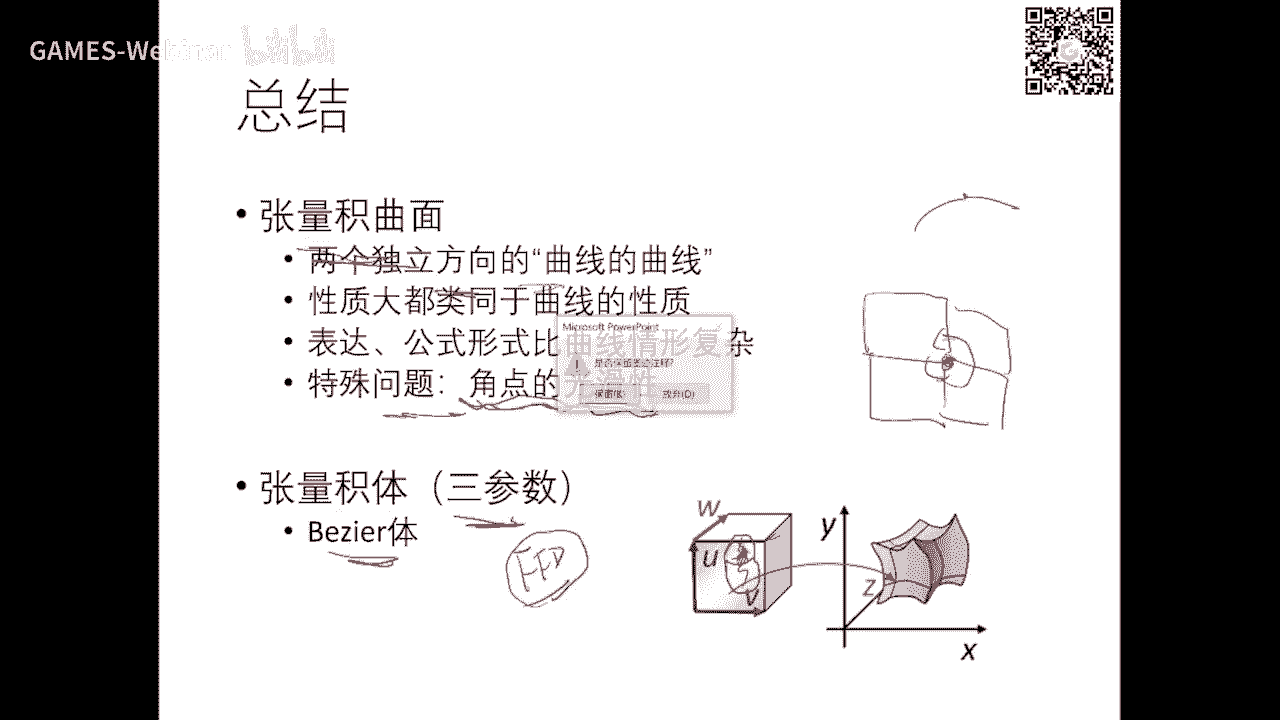 GAMES-Webinar bilibili
总结
• 张量积曲面
• 两个独立方向的“曲线的曲线”
• 性质大都类同于曲线的性质
• 表达、公式形式比曲线情形复杂
• 特殊问题：角点的光滑性
Microsoft PowerPoint
是否保留墨迹注释?
放弃(D)
• 张量积体（三参数）
• Bezier体
FFD
w
u
v
y
z
x